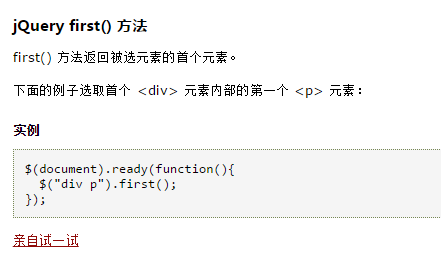 jQuery first() 方法
first() 方法返回被选元素的首个元素。
下面的例子选取首个 <div> 元素内部的第一个 <p> 元素：
实例
$(document).ready(function(){
  $("div p").first();
});
亲自试一试